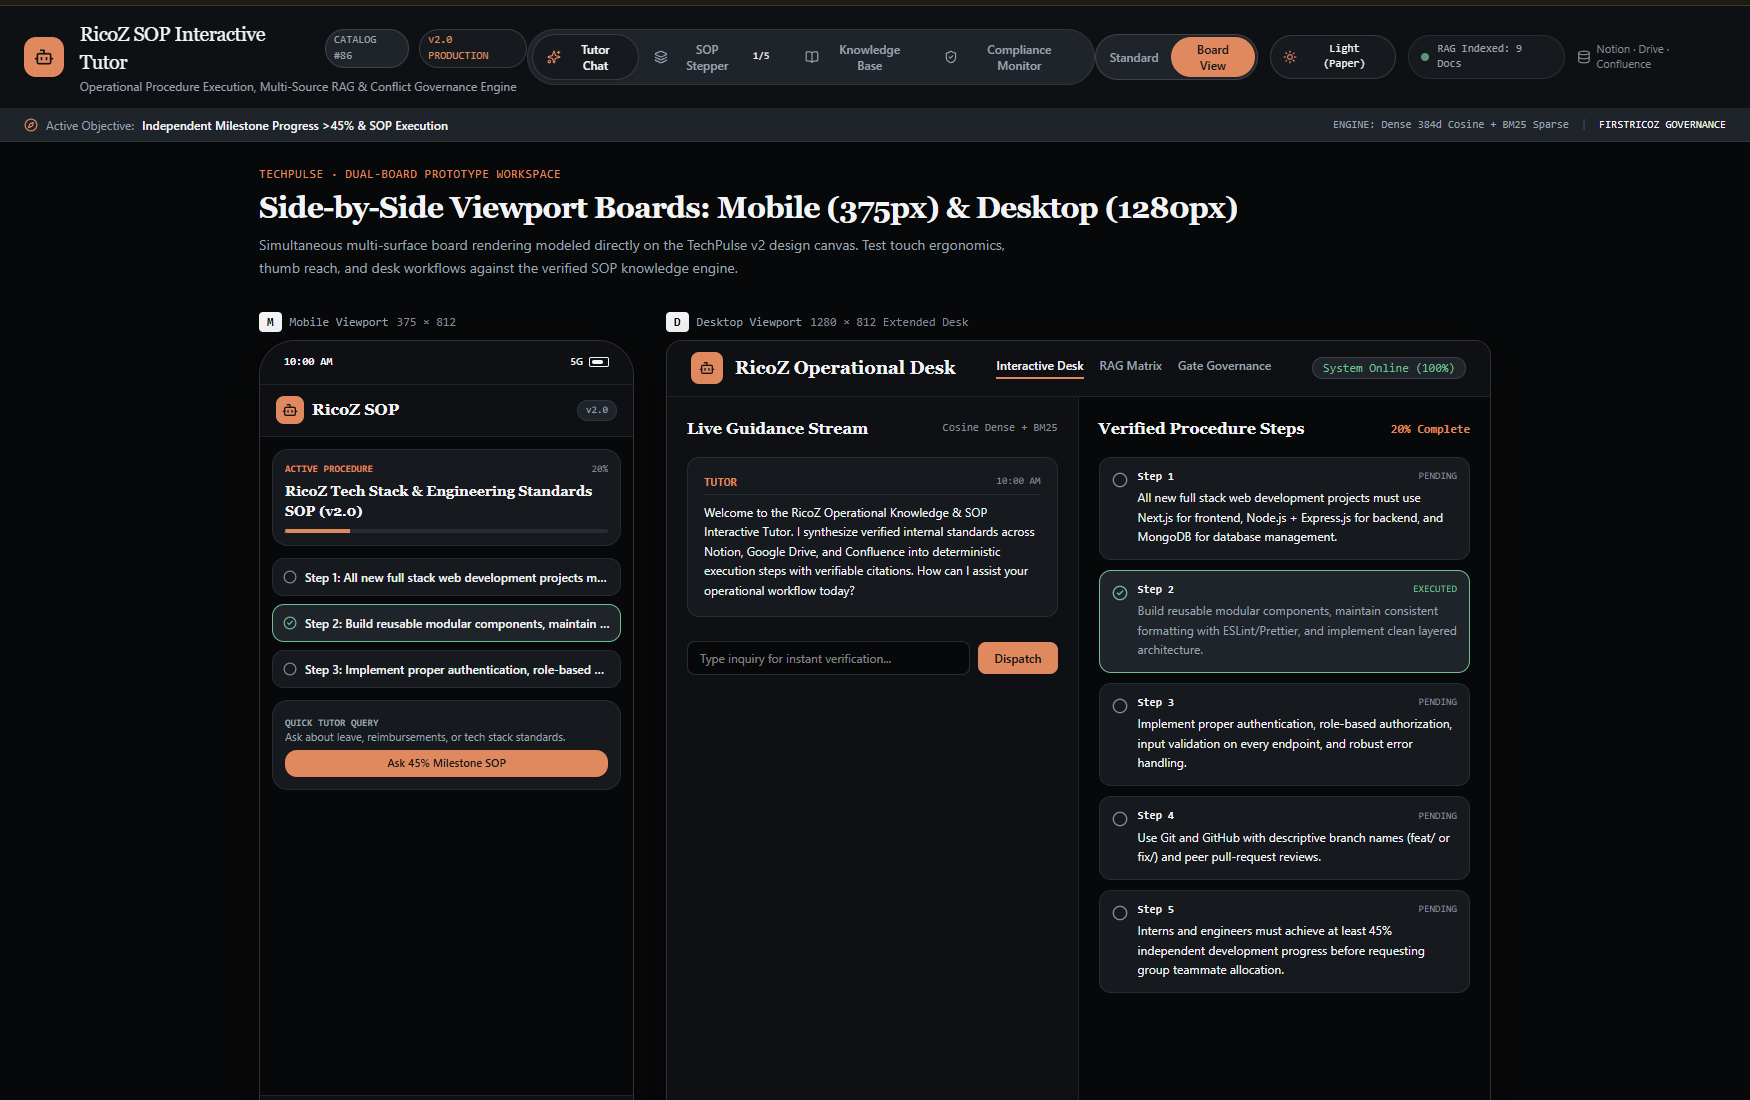 RicoZ SOP Interactive
Tutor
Operational Procedure Execution, Multi-Source RAG & Conflict Governance Engine
CATALOG
#86
v2.0
PRODUCTION
Tutor
Chat
SOP
Stepper
1/5
Knowledge
Base
Compliance
Monitor
Standard
Board
View
Light
(Paper)
RAG Indexed: 9
Docs
Notion · Drive ·
Confluence
Active Objective: Independent Milestone Progress >45% & SOP Execution
ENGINE: Dense 384d Cosine + BM25 Sparse | FIRSTRICOZ GOVERNANCE
TECHPULSE · DUAL-BOARD PROTOTYPE WORKSPACE
Side-by-Side Viewport Boards: Mobile (375px) & Desktop (1280px)
Simultaneous multi-surface board rendering modeled directly on the TechPulse v2 design canvas. Test touch ergonomics,
thumb reach, and desk workflows against the verified SOP knowledge engine.
M Mobile Viewport 375 × 812
10:00 AM
5G
RicoZ SOP
v2.0
ACTIVE PROCEDURE
20%
RicoZ Tech Stack & Engineering Standards
SOP (v2.0)
Step 1: All new full stack web development projects m...
Step 2: Build reusable modular components, maintain ...
Step 3: Implement proper authentication, role-based ...
QUICK TUTOR QUERY
Ask about leave, reimbursements, or tech stack standards.
Ask 45% Milestone SOP
D Desktop Viewport 1280 × 812 Extended Desk
RicoZ Operational Desk
Interactive Desk
RAG Matrix
Gate Governance
System Online (100%)
Live Guidance Stream
Cosine Dense + BM25
TUTOR
10:00 AM
Welcome to the RicoZ Operational Knowledge & SOP
Interactive Tutor. I synthesize verified internal standards across
Notion, Google Drive, and Confluence into deterministic
execution steps with verifiable citations. How can I assist your
operational workflow today?
Type inquiry for instant verification...
Dispatch
Verified Procedure Steps
20% Complete
Step 1
PENDING
All new full stack web development projects must use
Next.js for frontend, Node.js + Express.js for backend, and
MongoDB for database management.
Step 2
EXECUTED
Build reusable modular components, maintain consistent
formatting with ESLint/Prettier, and implement clean layered
architecture.
Step 3
PENDING
Implement proper authentication, role-based authorization,
input validation on every endpoint, and robust error
handling.
Step 4
PENDING
Use Git and GitHub with descriptive branch names (feat/ or
fix/) and peer pull-request reviews.
Step 5
PENDING
Interns and engineers must achieve at least 45%
independent development progress before requesting
group teammate allocation.